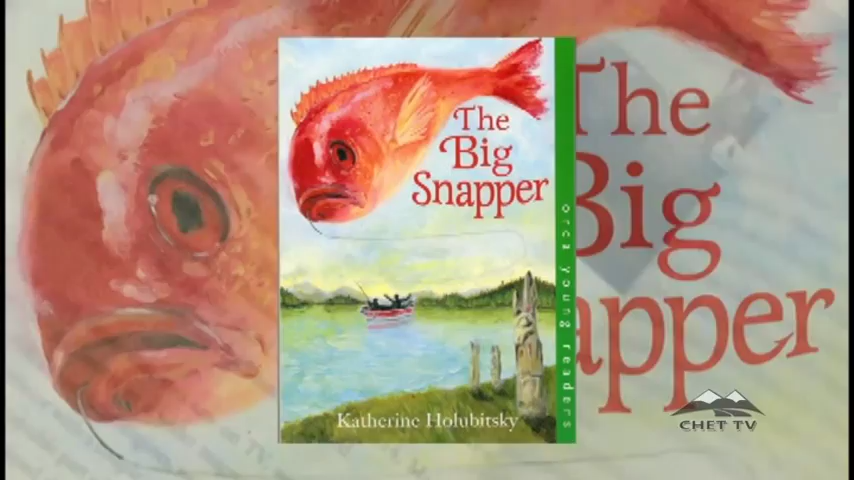 The
Big
Snapper
Katherine Holubitsky
orca young readers
The
Big
apper
CHET TV